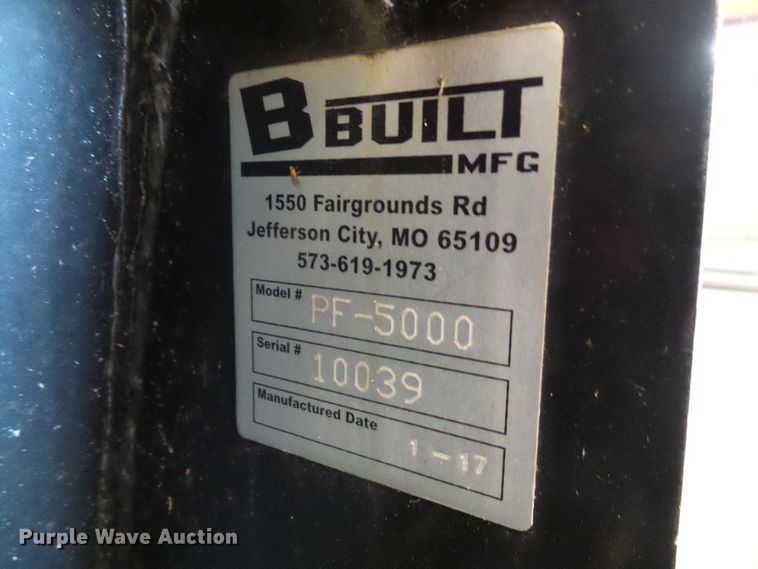 B BUILT
MFG
1550 Fairgrounds Rd
Jefferson City, MO 65109
573-619-1973
Model # PF-5000
Serial # 10039
Manufactured Date
1-17
Purple Wave Auction®